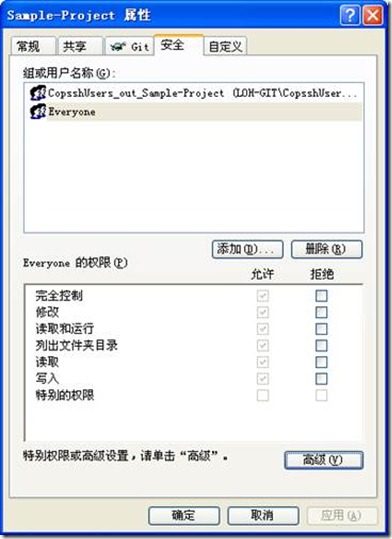 Sample-Project 属性
常规 共享 Git 安全 自定义
组或用户名称(G):
CopsshUsers_out_Sample-Project (LOM-GIT\CopsshUser...
Everyone
添加(D)... 删除(R)
Everyone 的权限(P) 允许 拒绝
完全控制
修改
读取和运行
列出文件夹目录
读取
写入
特别的权限
特别权限或高级设置，请单击“高级”。 高级(V)
确定 取消 应用(A)